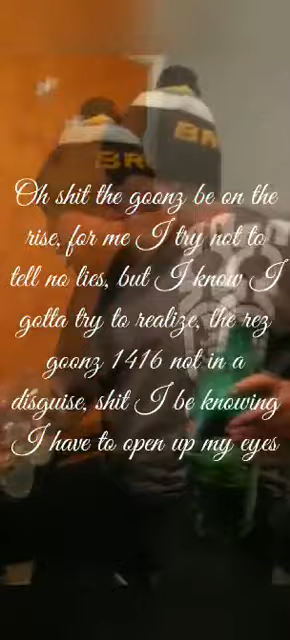 BR
BR
Oh shit the goonz be on the
rise, for me I try not to
tell no lies, but I know I
gotta try to realize, the rez
goonz 1416 not in a
disguise, shit I be knowing
I have to open up my eyes